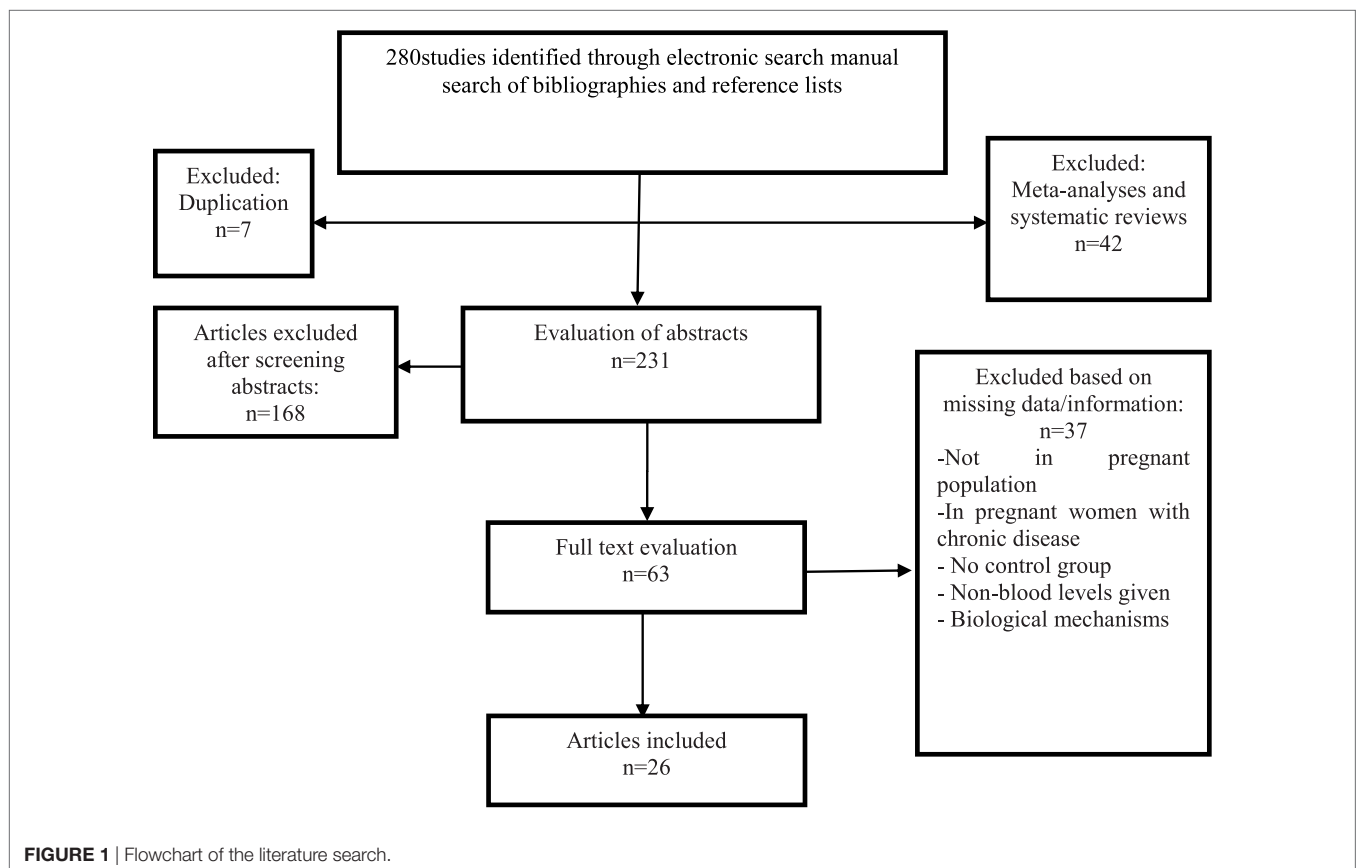 280studies identified through electronic search manual
search of bibliographies and reference lists
Excluded:
Duplication
n=7
Excluded:
Meta-analyses and
systematic reviews
n=42
Articles excluded
after screening
abstracts:
n=168
Evaluation of abstracts
n=231
Excluded based on
missing data/information:
n=37
-Not in pregnant
population
-In pregnant women with
chronic disease
- No control group
- Non-blood levels given
- Biological mechanisms
Full text evaluation
n=63
Articles included
n=26
FIGURE 1 | Flowchart of the literature search.